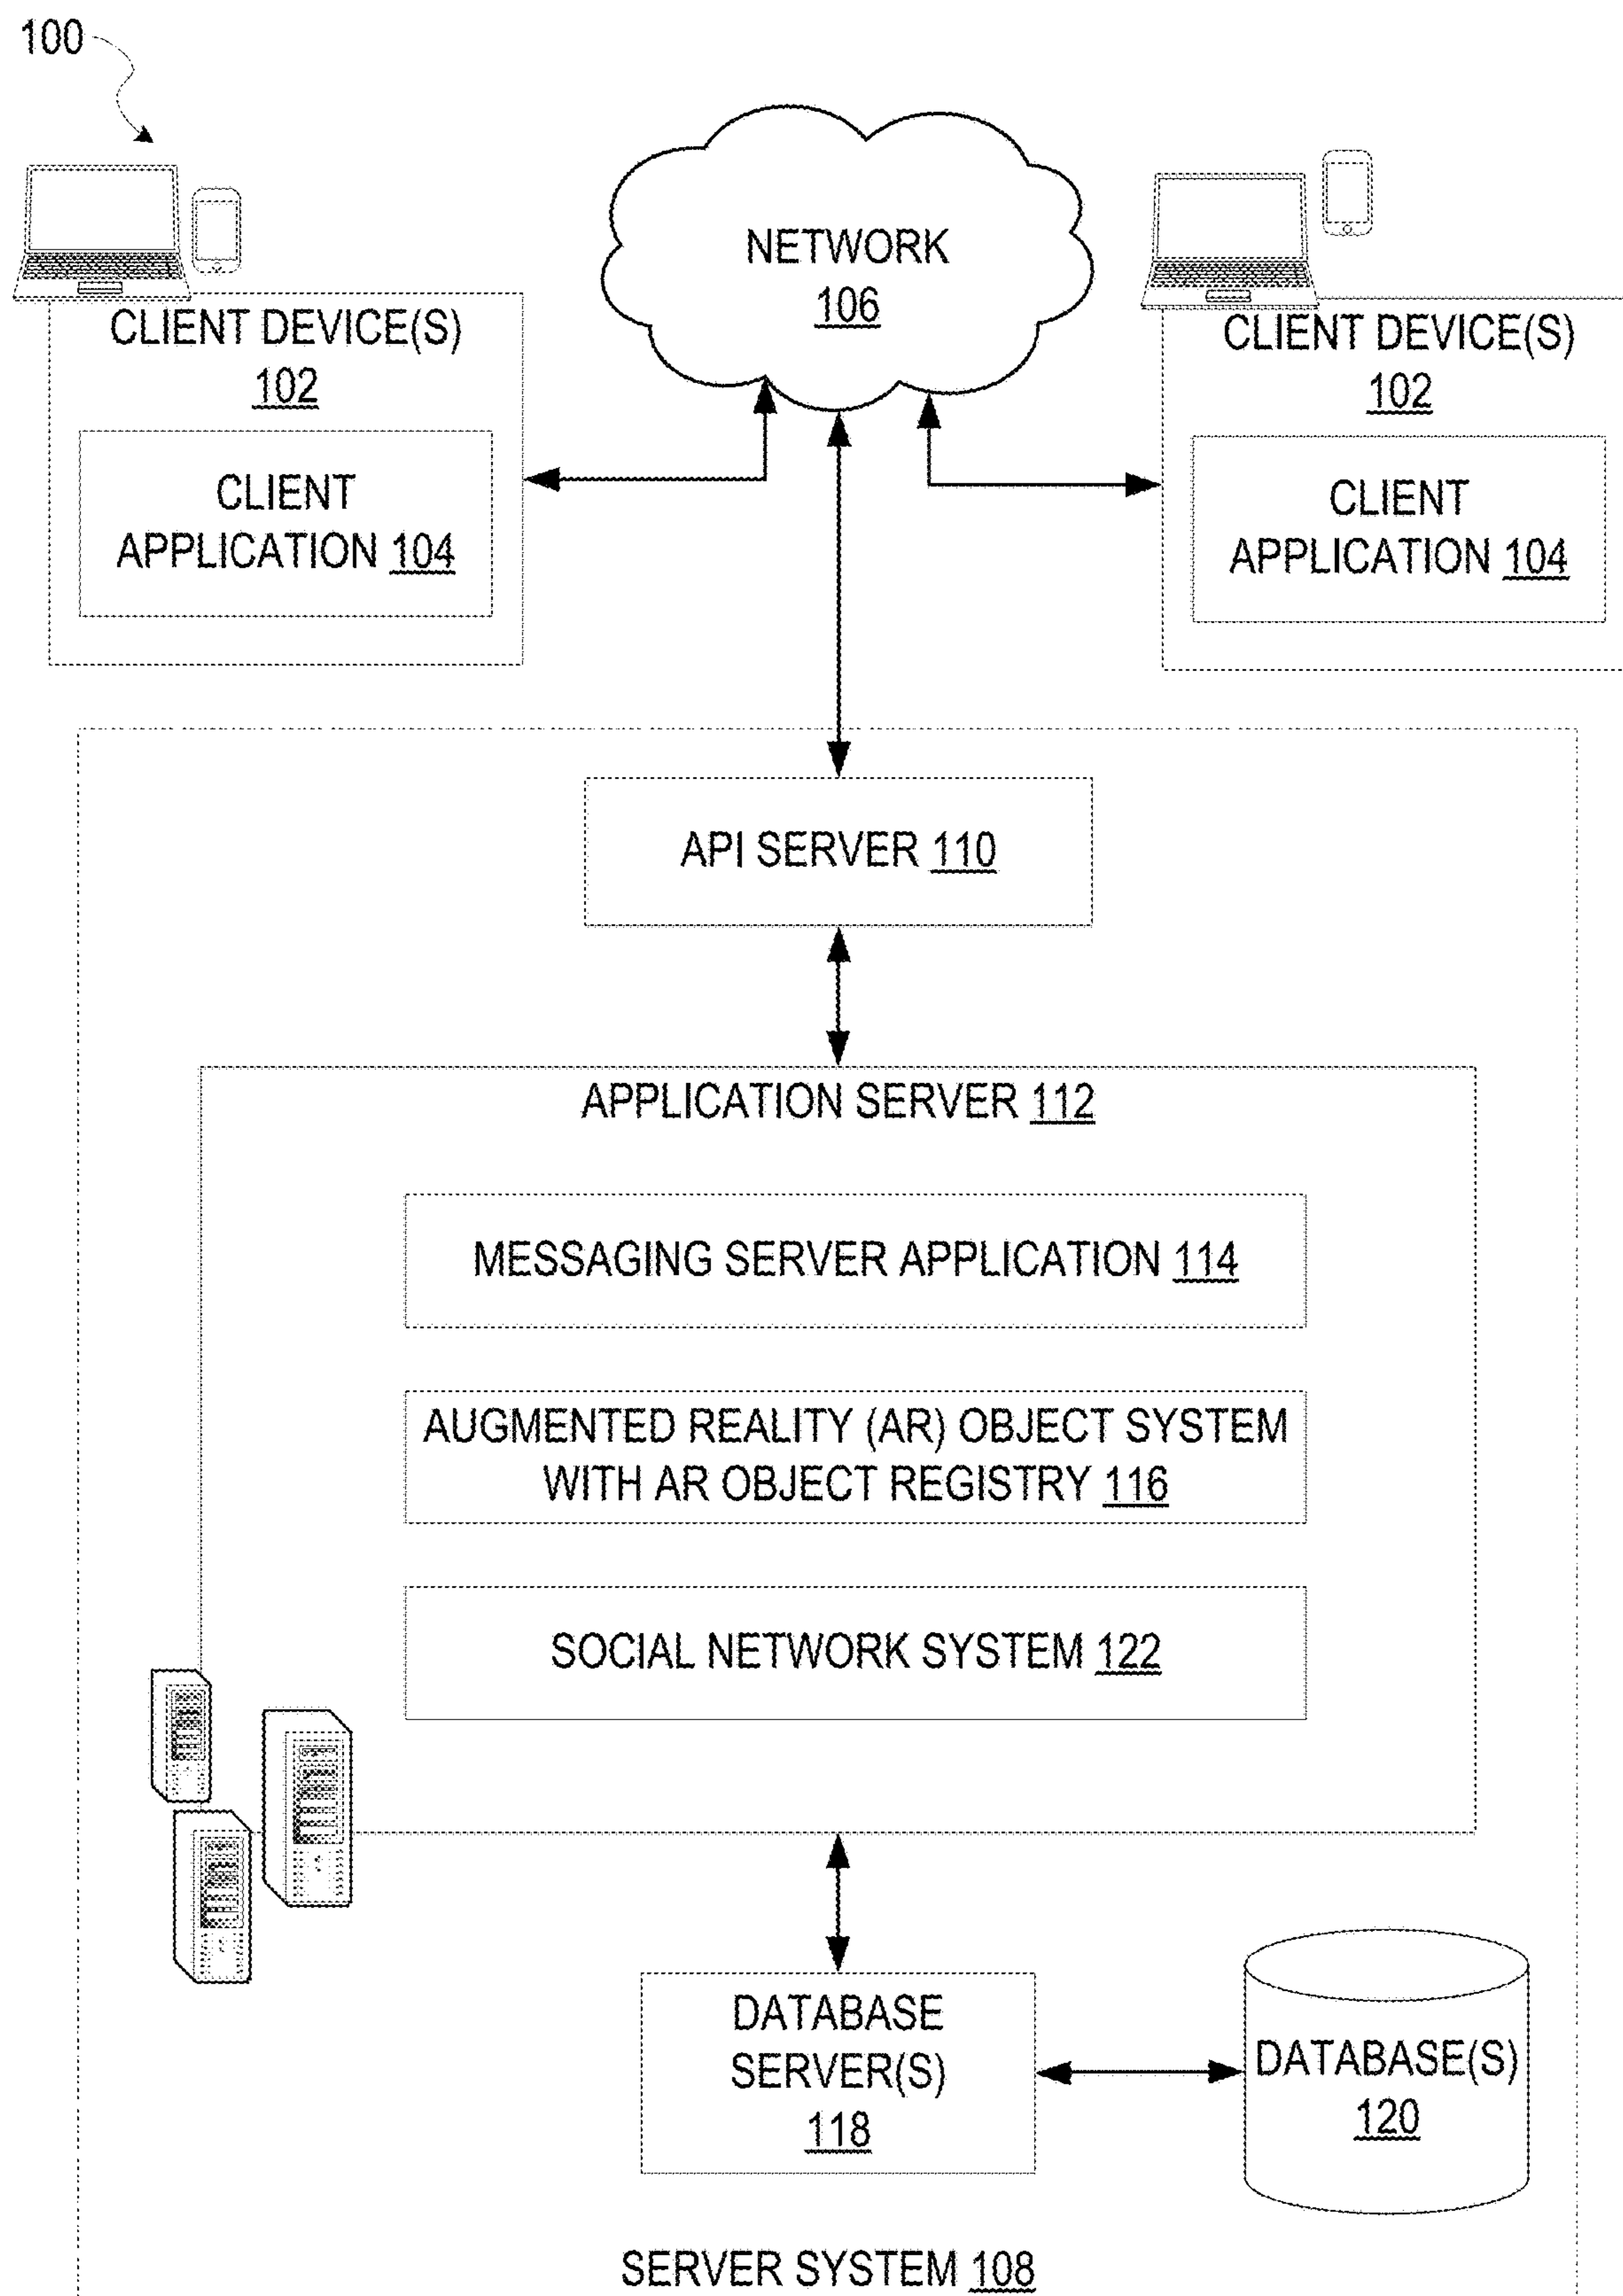 100
NETWORK
106
CLIENT DEVICE(S)
102
CLIENT
APPLICATION 104
CLIENT DEVICE(S)
102
CLIENT
APPLICATION 104
API SERVER 110
APPLICATION SERVER 112
MESSAGING SERVER APPLICATION 114
AUGMENTED REALITY (AR) OBJECT SYSTEM
WITH AR OBJECT REGISTRY 116
SOCIAL NETWORK SYSTEM 122
DATABASE
SERVER(S)
118
DATABASE(S)
120
SERVER SYSTEM 108